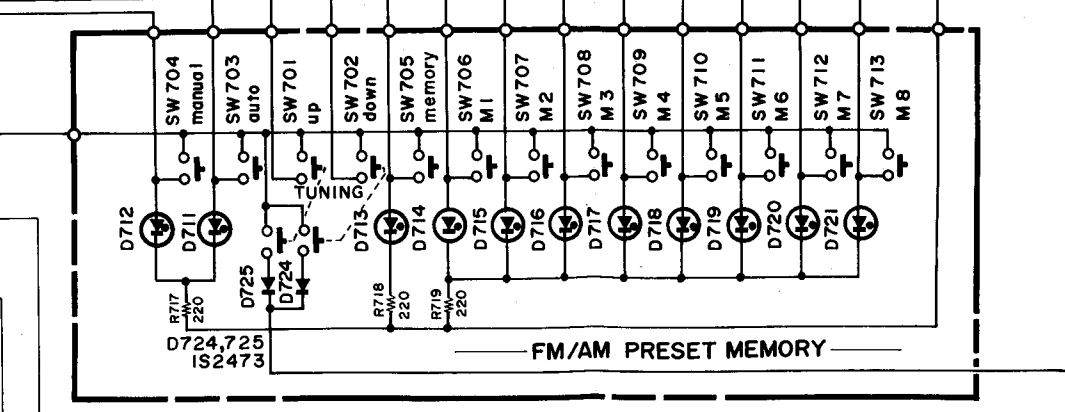 SW704
manual
SW703
auto
SW701
up
SW702
down
SW705
memory
SW706
M1
SW707
M2
SW708
M3
SW709
M4
SW710
M5
SW711
M6
SW712
M7
SW713
M8
TUNING
D712
D711
D713
D714
D715
D716
D717
D718
D719
D720
D721
D725
D724
R717
220
R718
220
R719
220
D724,725
1S2473
FM/AM PRESET MEMORY